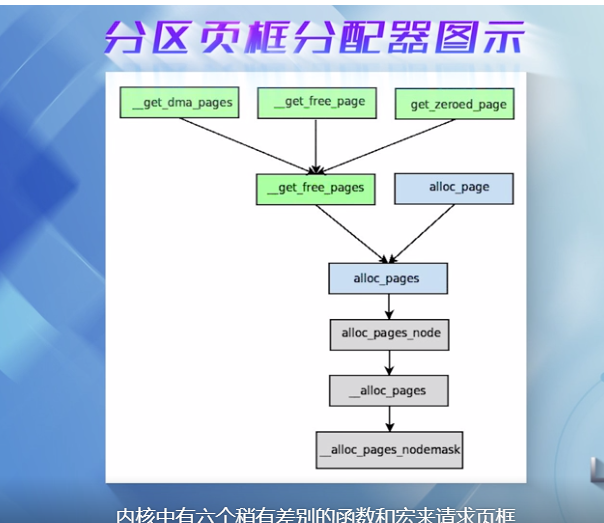 分区页框分配器图示
__get_dma_pages
__get_free_page
get_zeroed_page
__get_free_pages
alloc_page
alloc_pages
alloc_pages_node
__alloc_pages
__alloc_pages_nodemask
内核中有六个稍有差别的函数和宏来请求页框